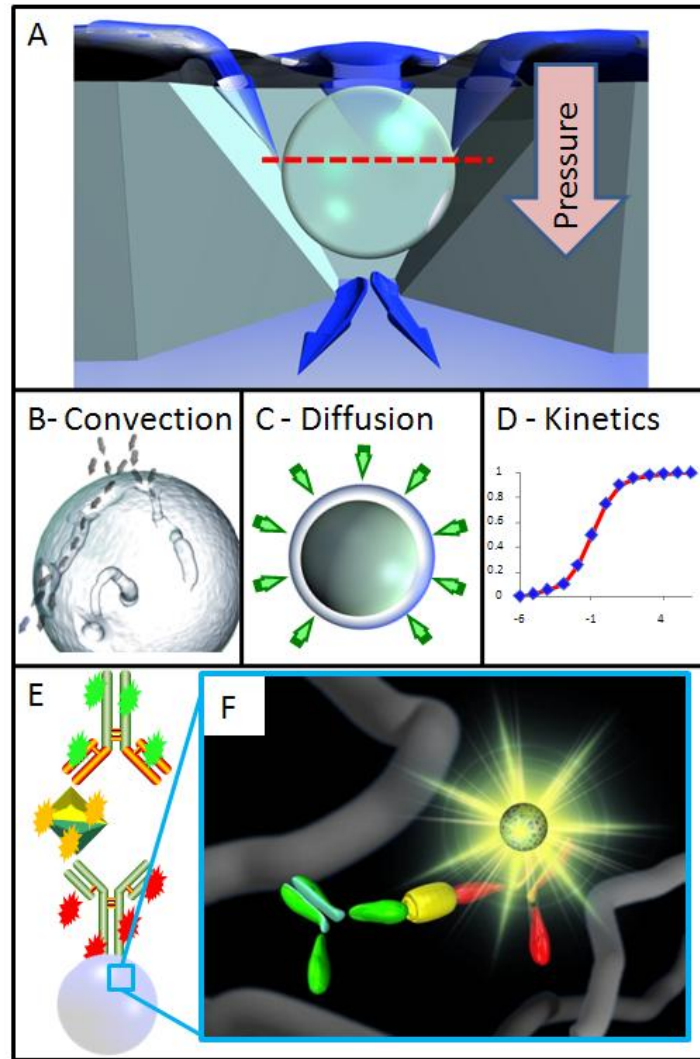 A
Pressure
B- Convection
C - Diffusion
D - Kinetics
1
0.8
0.6
0.4
0.2
0
-6
-1
4
E
F